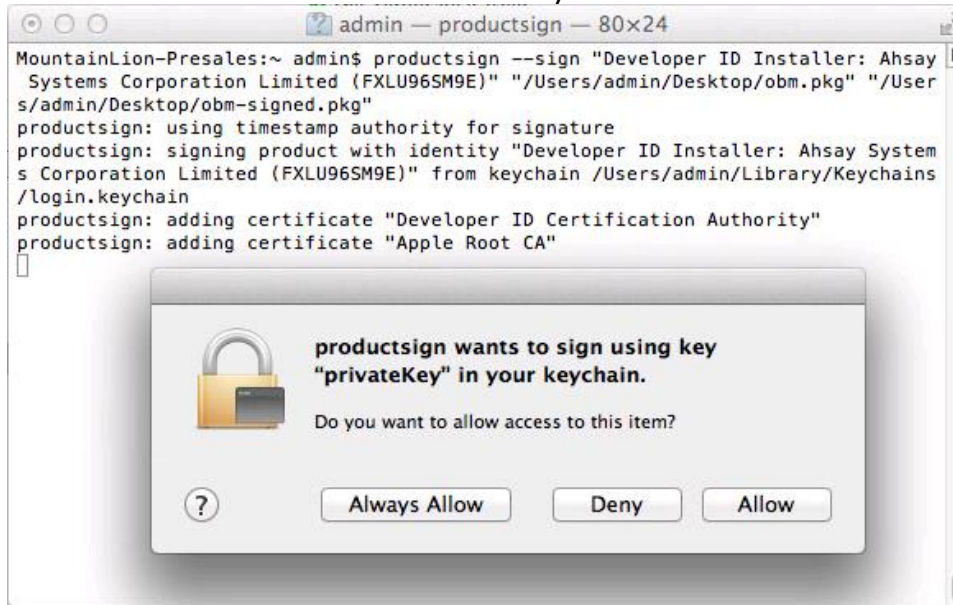 admin — productsign — 80×24
MountainLion-Presales:~ admin$ productsign --sign "Developer ID Installer: Ahsay
Systems Corporation Limited (FXLU96SM9E)" "/Users/admin/Desktop/obm.pkg" "/User
s/admin/Desktop/obm-signed.pkg"
productsign: using timestamp authority for signature
productsign: signing product with identity "Developer ID Installer: Ahsay System
s Corporation Limited (FXLU96SM9E)" from keychain /Users/admin/Library/Keychains
/login.keychain
productsign: adding certificate "Developer ID Certification Authority"
productsign: adding certificate "Apple Root CA"
productsign wants to sign using key
“privateKey” in your keychain.
Do you want to allow access to this item?
?
Always Allow
Deny
Allow